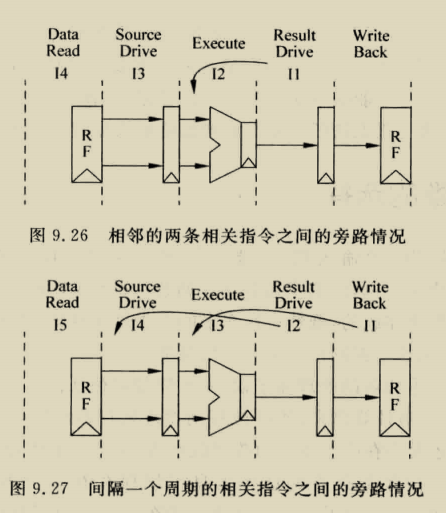 Data Source Execute Result Write
Read Drive Drive Back
I4 I3 I2 I1
RF RF
图 9.26 相邻的两条相关指令之间的旁路情况
Data Source Execute Result Write
Read Drive Drive Back
I5 I4 I3 I2 I1
RF RF
图 9.27 间隔一个周期的相关指令之间的旁路情况